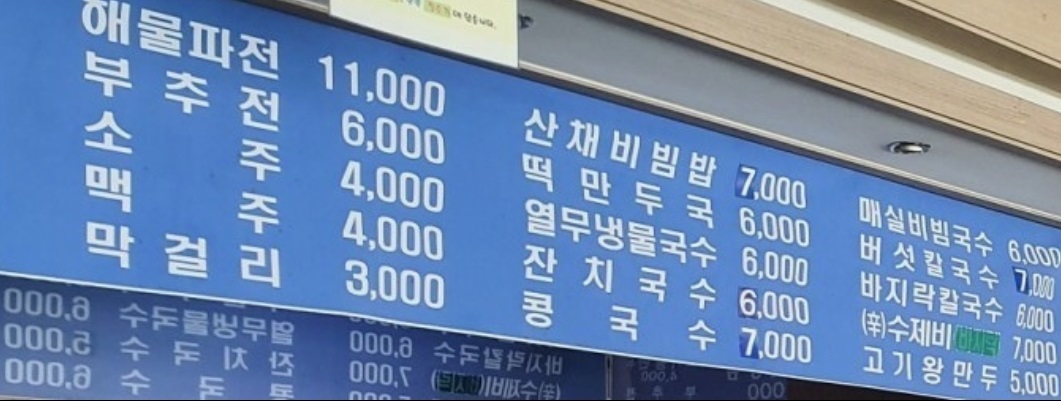 해물파전 11,000
부추전 6,000
소주 4,000
맥주 4,000
막걸리 3,000
산채비빔밥 7,000
떡만두국 6,000
열무냉물국수 6,000
잔치국수 6,000
콩국수 7,000
매실비빔국수 6,000
버섯칼국수 7,000
바지락칼국수 6,000
(辛)수제비 바지락 7,000
고기왕만두 5,000